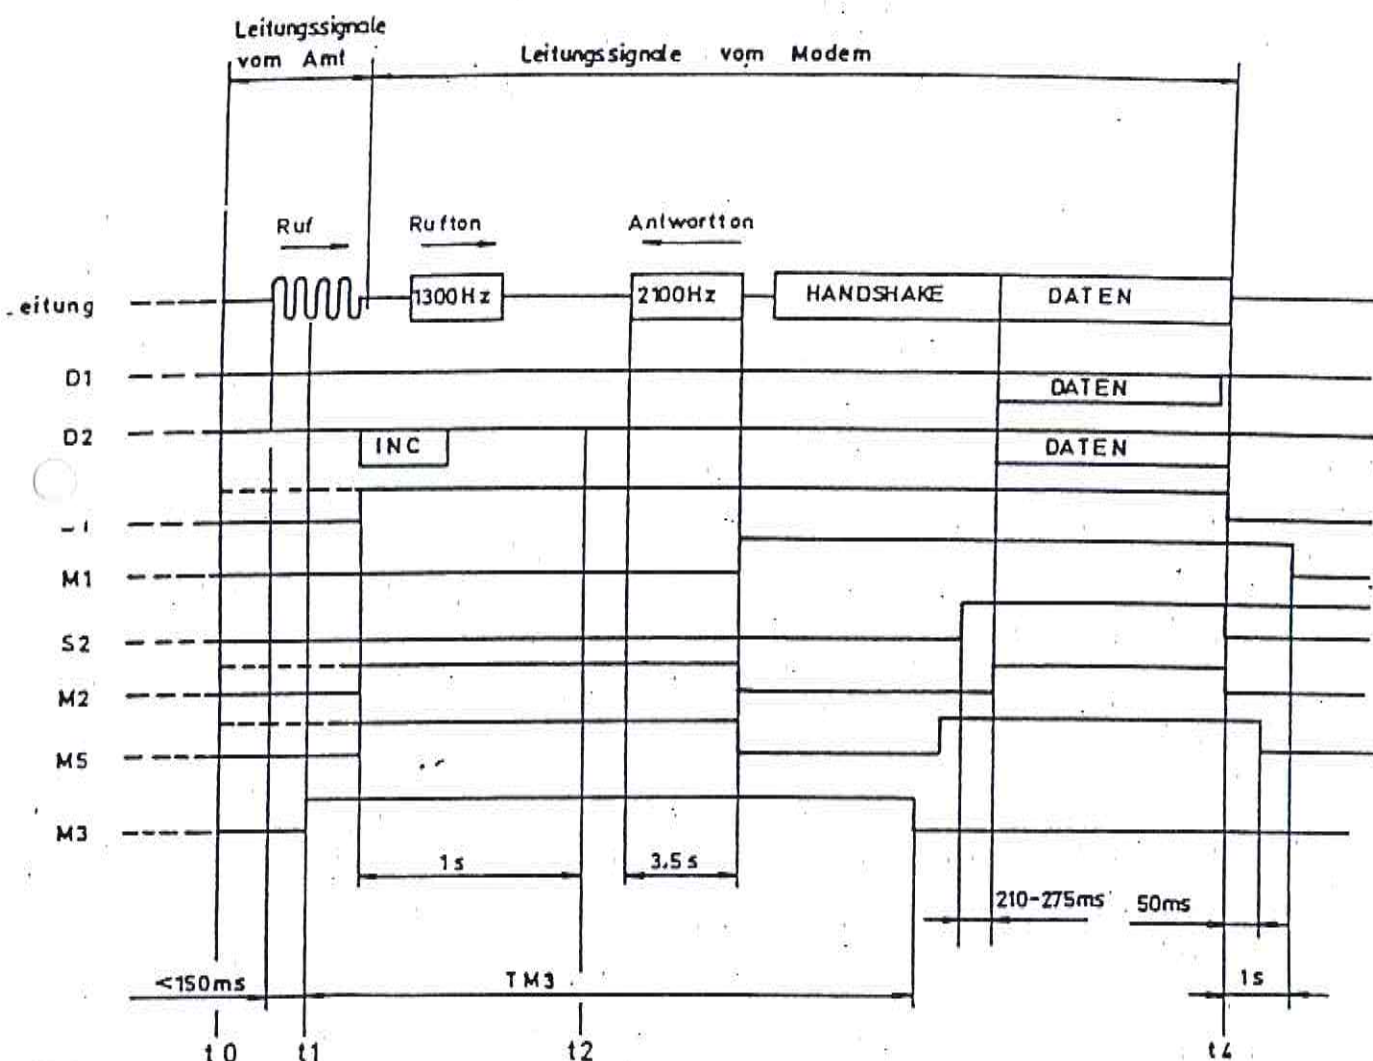 Leitungssignale
vom Amt
Leitungssignale vom Modem
Ruf
Rufton
Antwortton
eitung
1300Hz
2100Hz
HANDSHAKE
DATEN
D1
DATEN
D2
INC
DATEN
M1
S2
M2
M5
M3
1s
3.5s
210-275ms
50ms
<150ms
TM3
1s
t0
t1
t2
t4